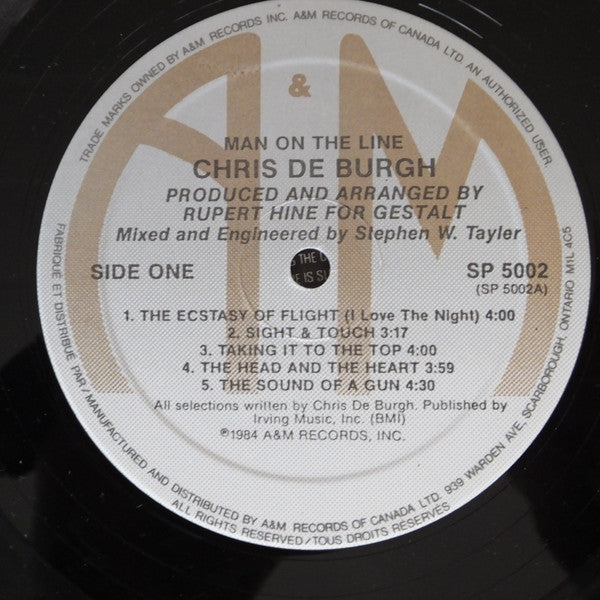 TRADE MARKS OWNED BY A&M RECORDS INC. A&M RECORDS OF CANADA LTD AN AUTHORIZED USER.
A&M
MAN ON THE LINE
CHRIS DE BURGH
PRODUCED AND ARRANGED BY
RUPERT HINE FOR GESTALT
Mixed and Engineered by Stephen W. Tayler
SIDE ONE
SP 5002
(SP 5002A)
1. THE ECSTASY OF FLIGHT (I Love The Night) 4:00
2. SIGHT & TOUCH 3:17
3. TAKING IT TO THE TOP 4:00
4. THE HEAD AND THE HEART 3:59
5. THE SOUND OF A GUN 4:30
All selections written by Chris De Burgh. Published by
Irving Music, Inc. (BMI)
℗1984 A&M RECORDS, INC.
FABRIQUÉ ET DISTRIBUÉ PAR/MANUFACTURED AND DISTRIBUTED BY A&M RECORDS OF CANADA LTD. 939 WARDEN AVE, SCARBOROUGH, ONTARIO M1L 4C5
ALL RIGHTS RESERVED/TOUS DROITS RÉSERVÉS